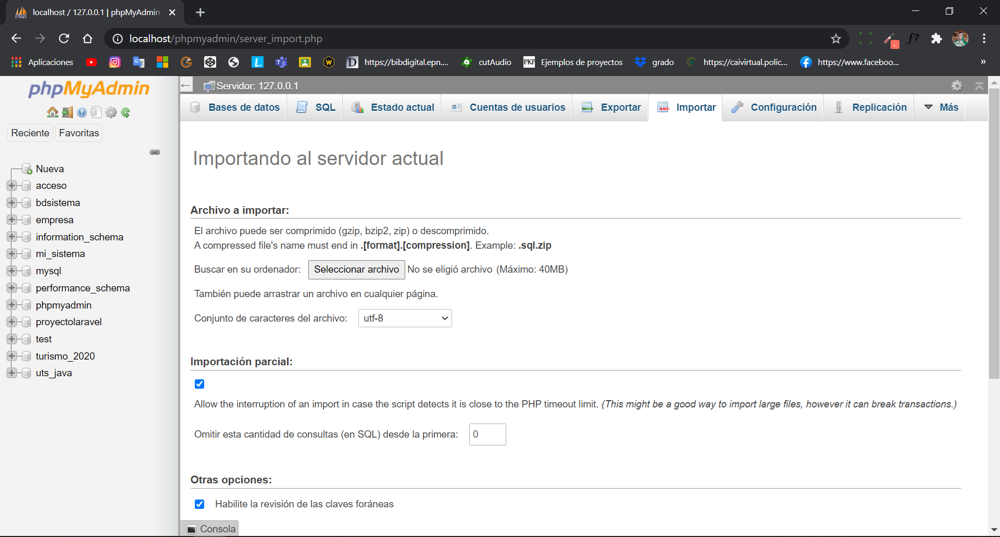 localhost / 127.0.0.1 | phpMyAdmin
localhost/phpmyadmin/server_import.php
f?
Aplicaciones
https://bibdigital.epn....
cutAudio
PKP
Ejemplos de proyectos
grado
https://caivirtual.polic...
https://www.faceboo...
»
phpMyAdmin
Reciente
Favoritas
Nueva
acceso
bdsistema
empresa
information_schema
mi_sistema
mysql
performance_schema
phpmyadmin
proyectolaravel
test
turismo_2020
uts_java
Servidor: 127.0.0.1
Bases de datos
SQL
Estado actual
Cuentas de usuarios
Exportar
Importar
Configuración
Replicación
Más
Importando al servidor actual
Archivo a importar:
El archivo puede ser comprimido (gzip, bzip2, zip) o descomprimido.
A compressed file's name must end in .[format].[compression]. Example: .sql.zip
Buscar en su ordenador: Seleccionar archivo No se eligió archivo (Máximo: 40MB)
También puede arrastrar un archivo en cualquier página.
Conjunto de caracteres del archivo: utf-8
Importación parcial:
Allow the interruption of an import in case the script detects it is close to the PHP timeout limit. (This might be a good way to import large files, however it can break transactions.)
Omitir esta cantidad de consultas (en SQL) desde la primera: 0
Otras opciones:
Habilite la revisión de las claves foráneas
Consola